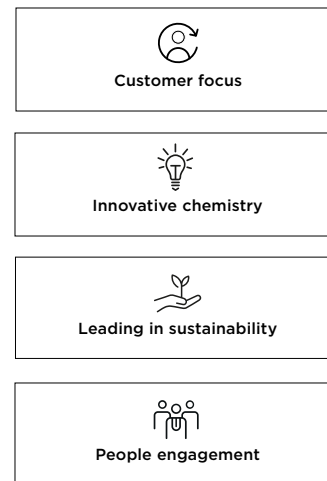 Customer focus
Innovative chemistry
Leading in sustainability
People engagement